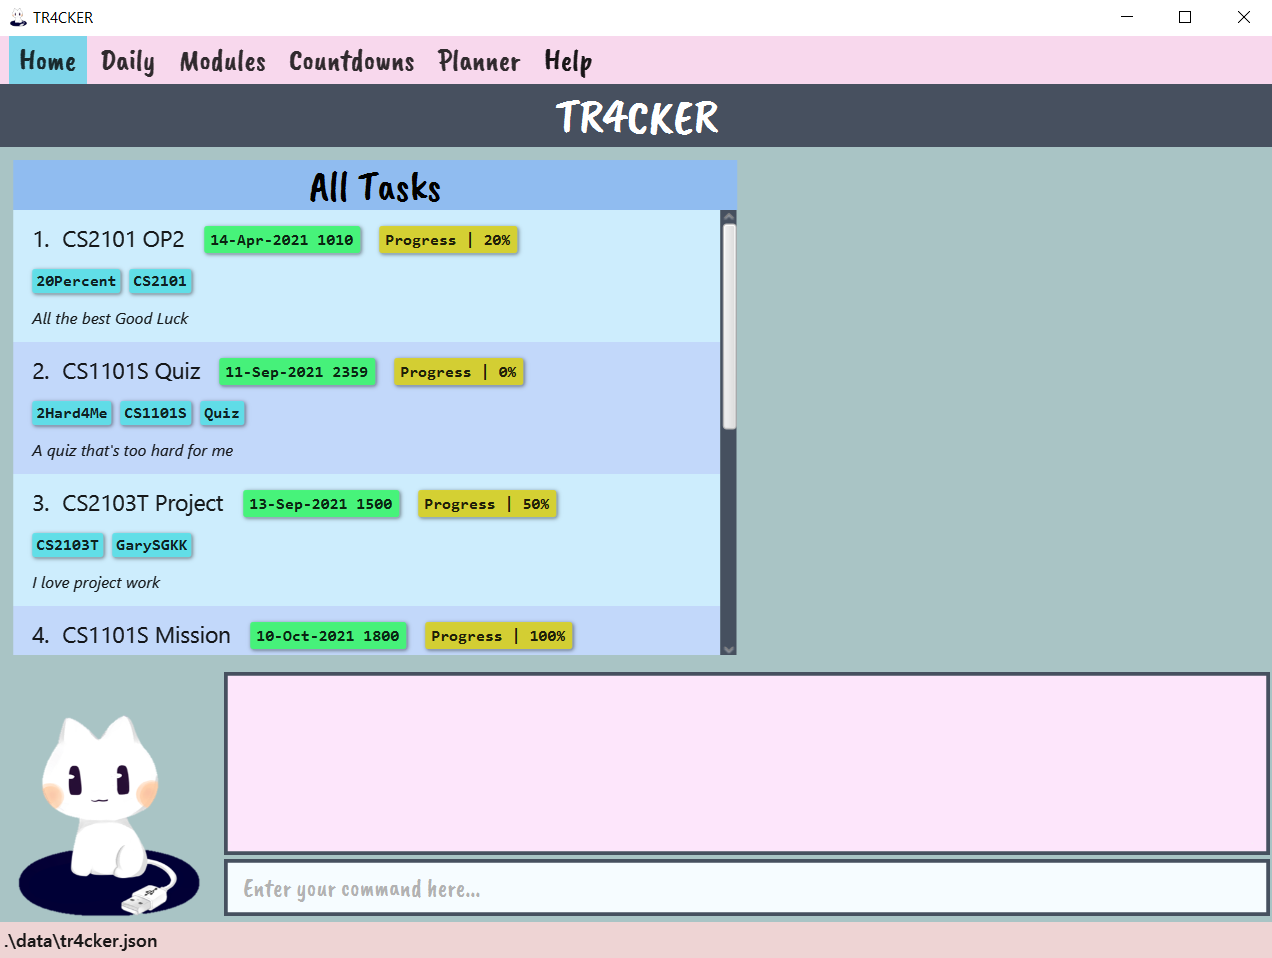 TR4CKER
Home Daily Modules Countdowns Planner Help
TR4CKER
All Tasks
1. CS2101 OP2 14-Apr-2021 1010 Progress | 20%
20Percent CS2101
All the best Good Luck
2. CS1101S Quiz 11-Sep-2021 2359 Progress | 0%
2Hard4Me CS1101S Quiz
A quiz that's too hard for me
3. CS2103T Project 13-Sep-2021 1500 Progress | 50%
CS2103T GarySGKK
I love project work
4. CS1101S Mission 10-Oct-2021 1800 Progress | 100%
Enter your command here...
.\data\tr4cker.json